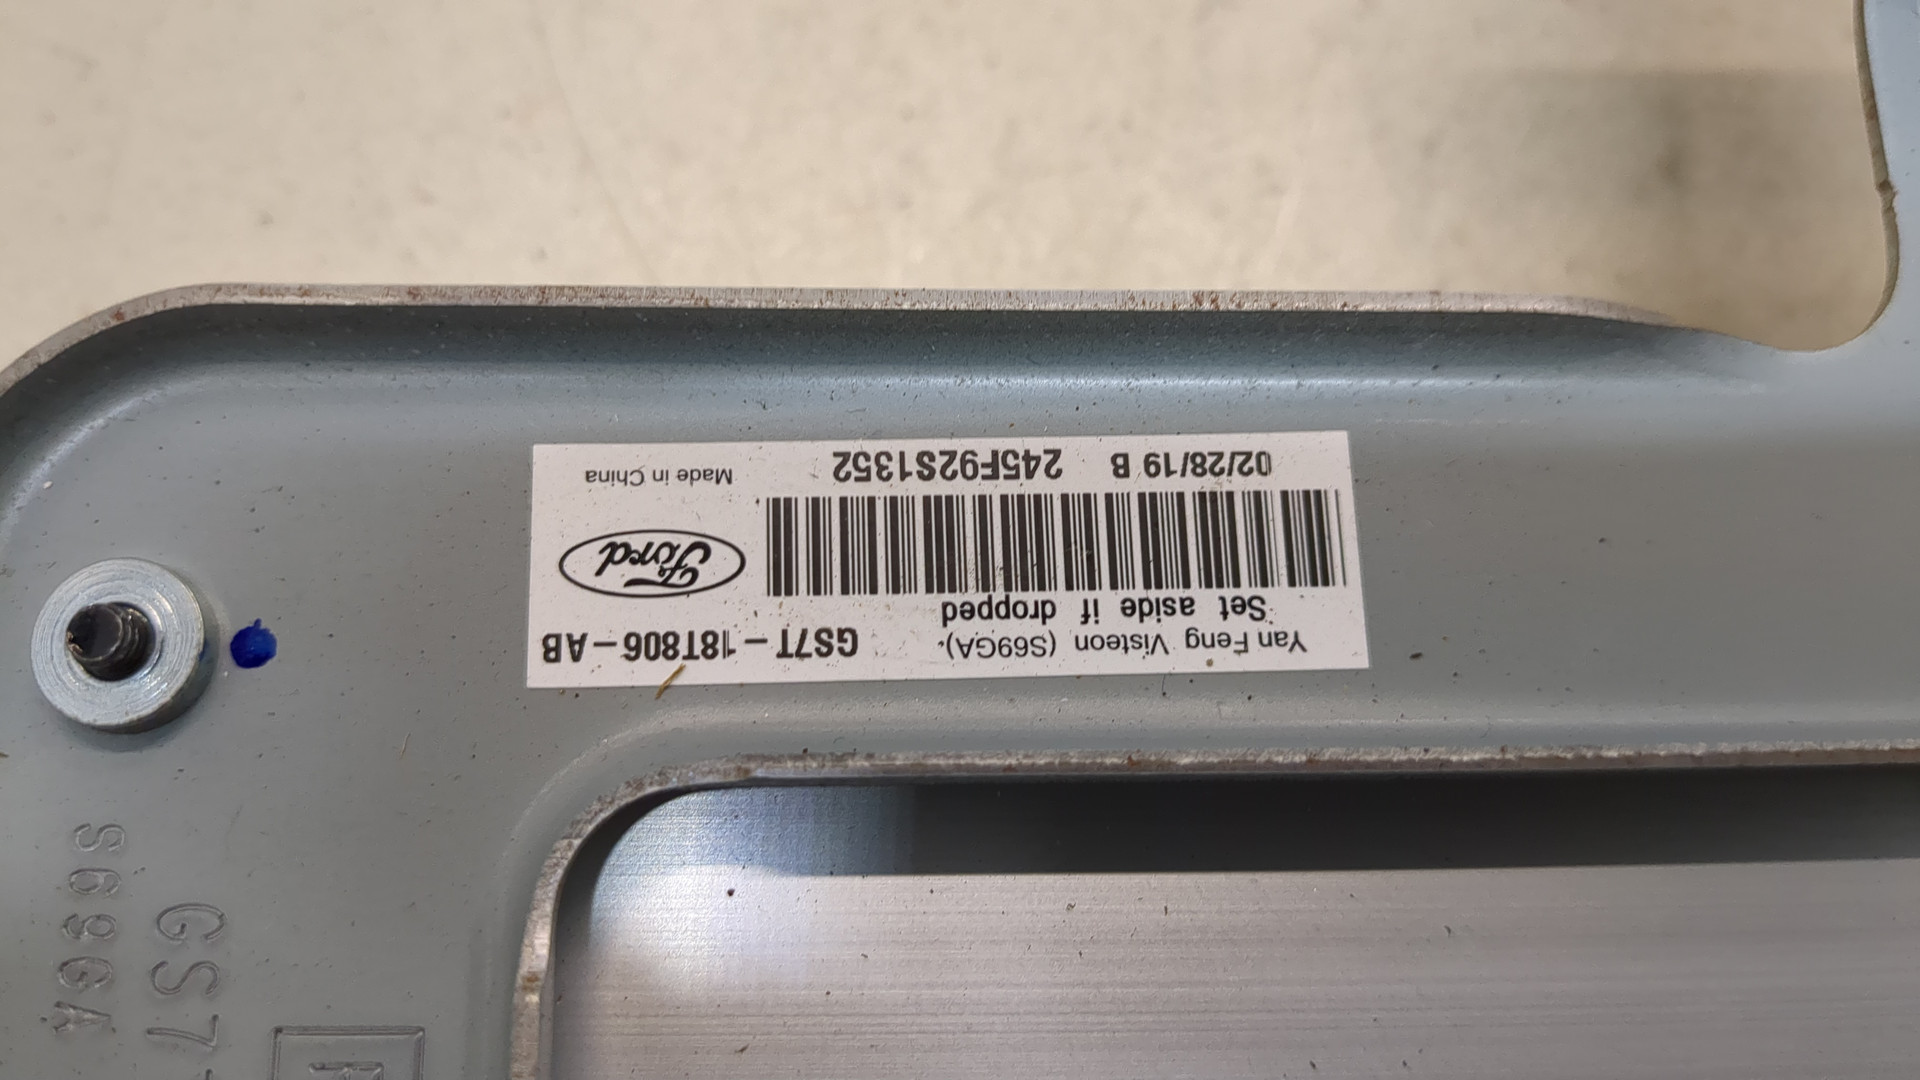 Yan Feng Visteon (S69GA). GS7T-18T806-AB
Set aside if dropped
Ford
02/28/19 B 245F92S1352 Made in China
GS7
S69GA